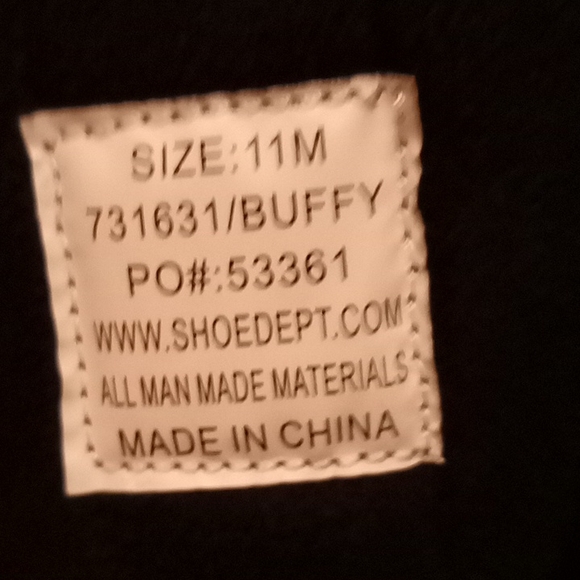 SIZE:11M
731631/BUFFY
PO#:53361
WWW.SHOEDEPT.COM
ALL MAN MADE MATERIALS
MADE IN CHINA